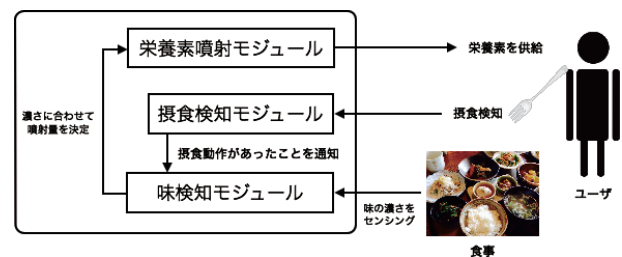 栄養素噴射モジュール
栄養素を供給
濃さに合わせて
噴射量を決定
摂食検知モジュール
摂食検知
摂食動作があったことを通知
味検知モジュール
味の濃さを
センシング
ユーザ
食事